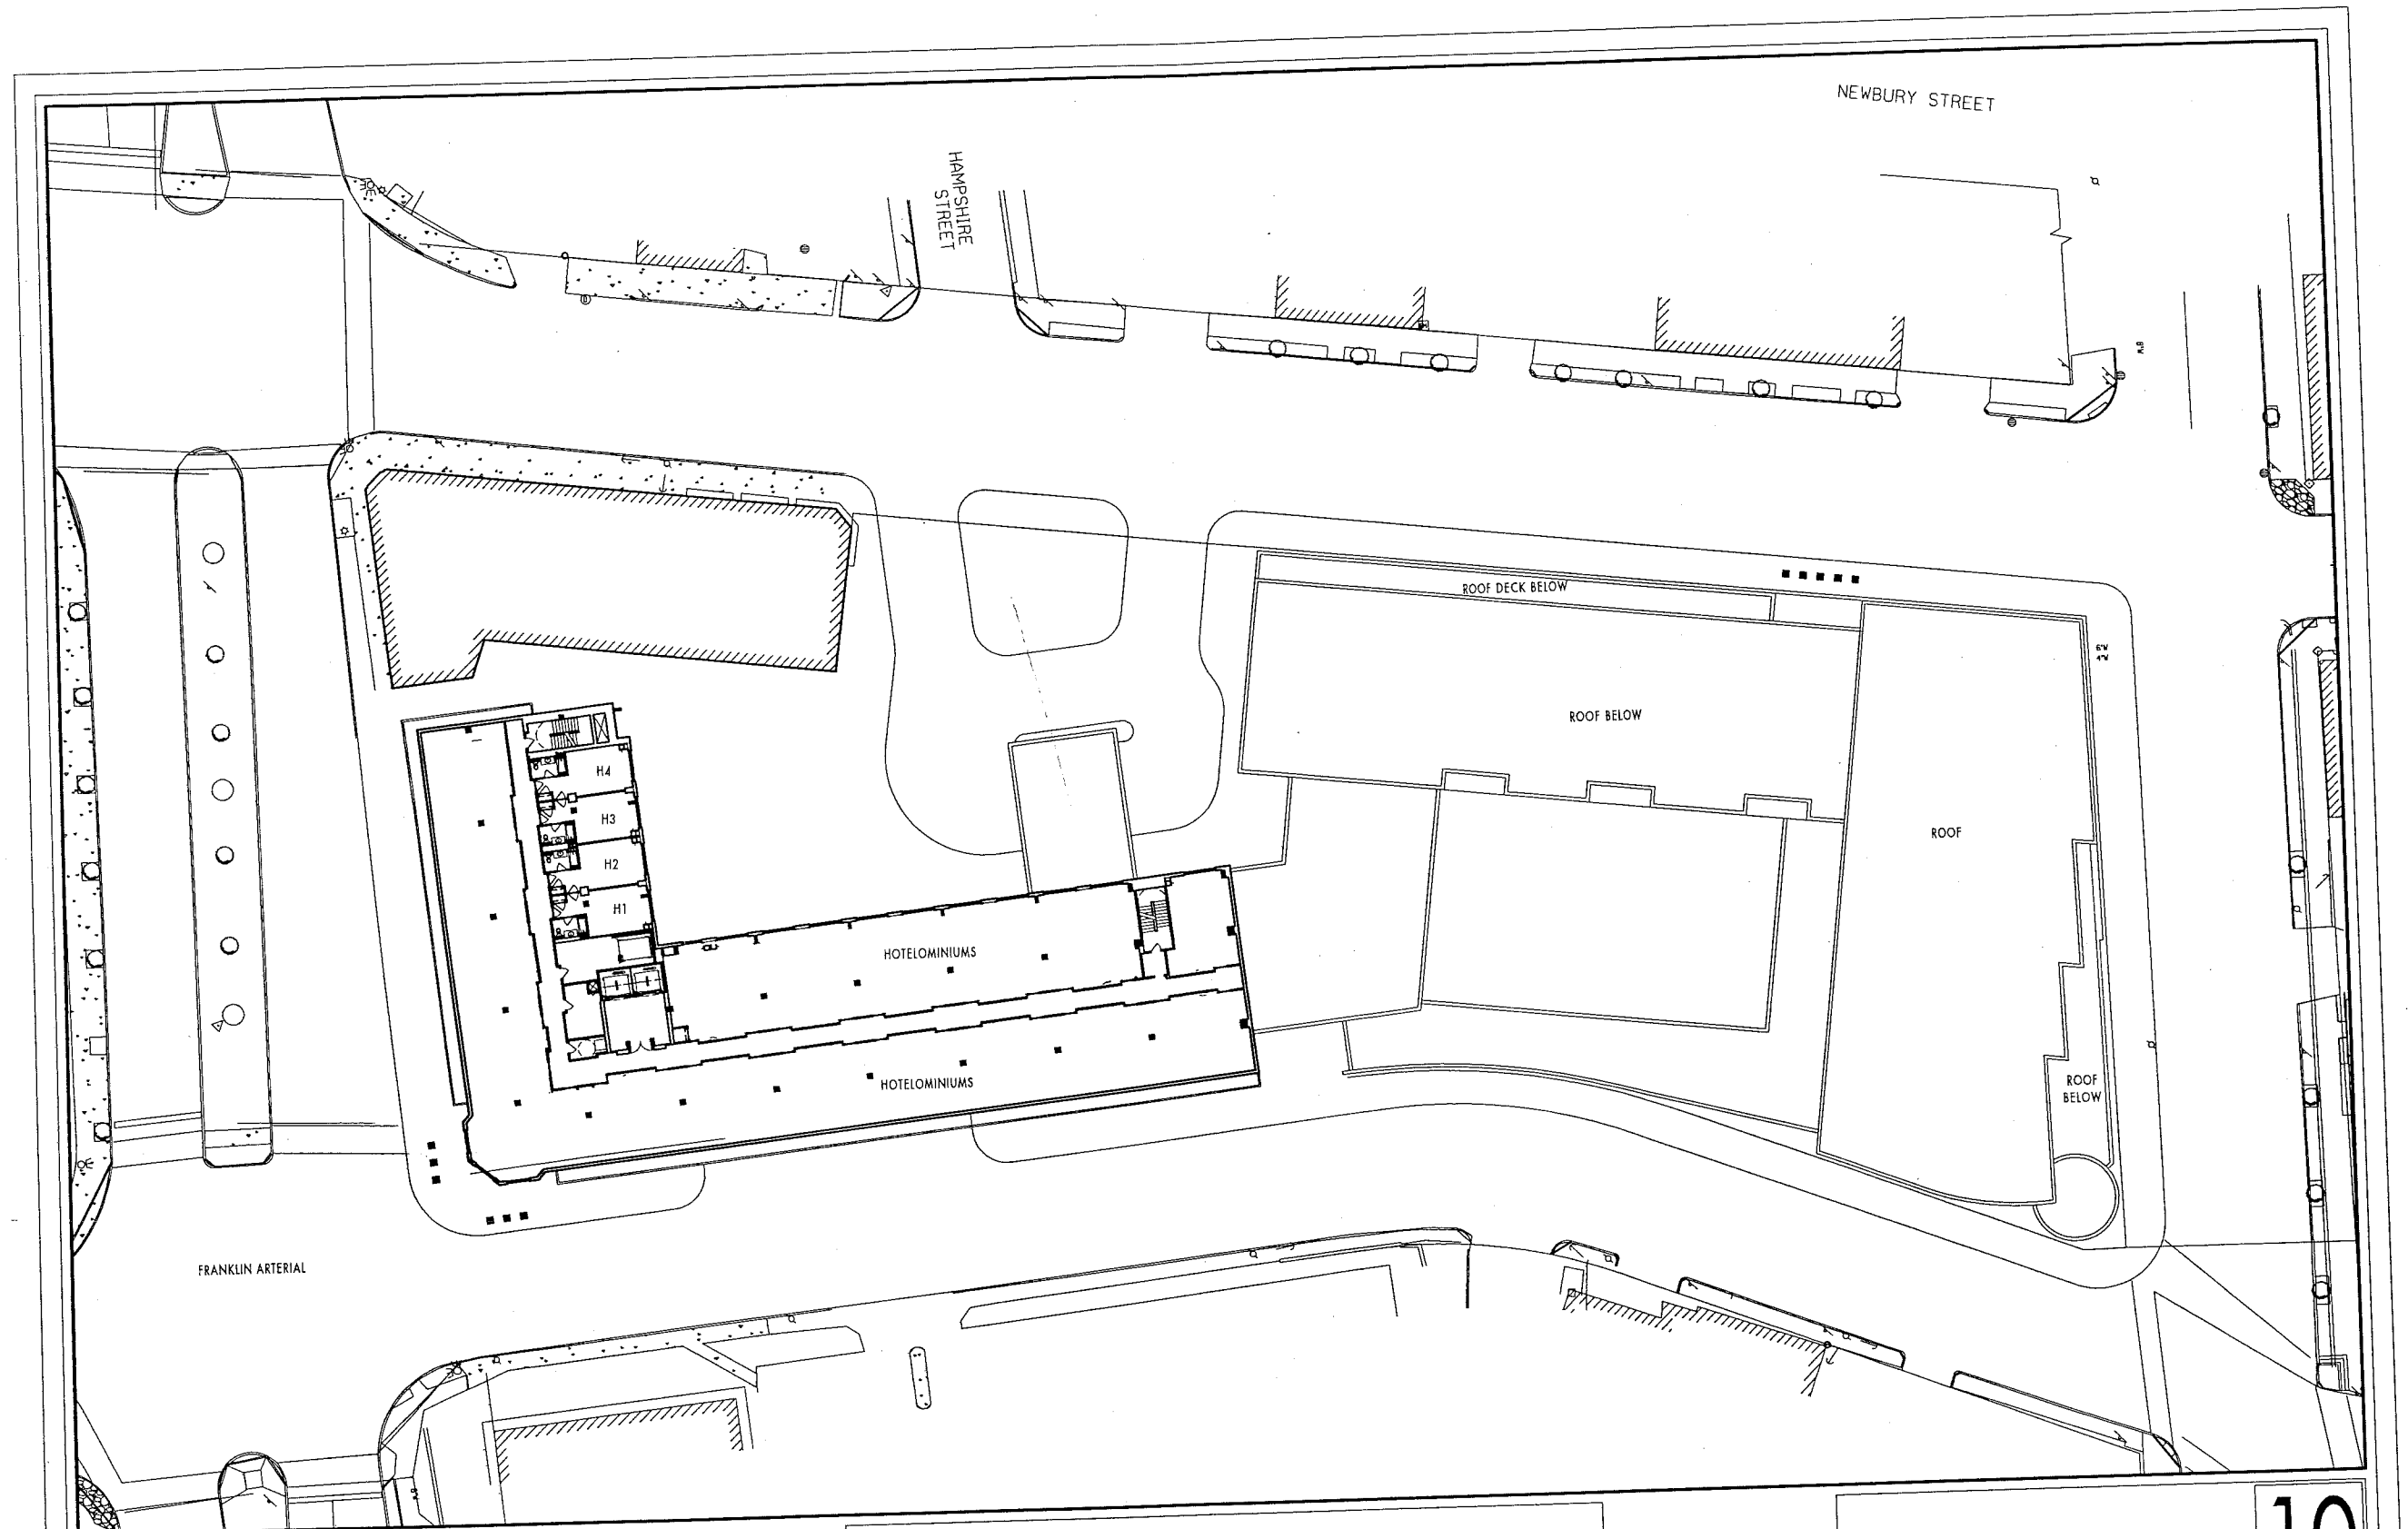 NEWBURY STREET
HAMPSHIRE
STREET
ROOF DECK BELOW
ROOF BELOW
ROOF
H4
H3
H2
H1
HOTELOMINIUMS
HOTELOMINIUMS
ROOF
BELOW
FRANKLIN ARTERIAL
10